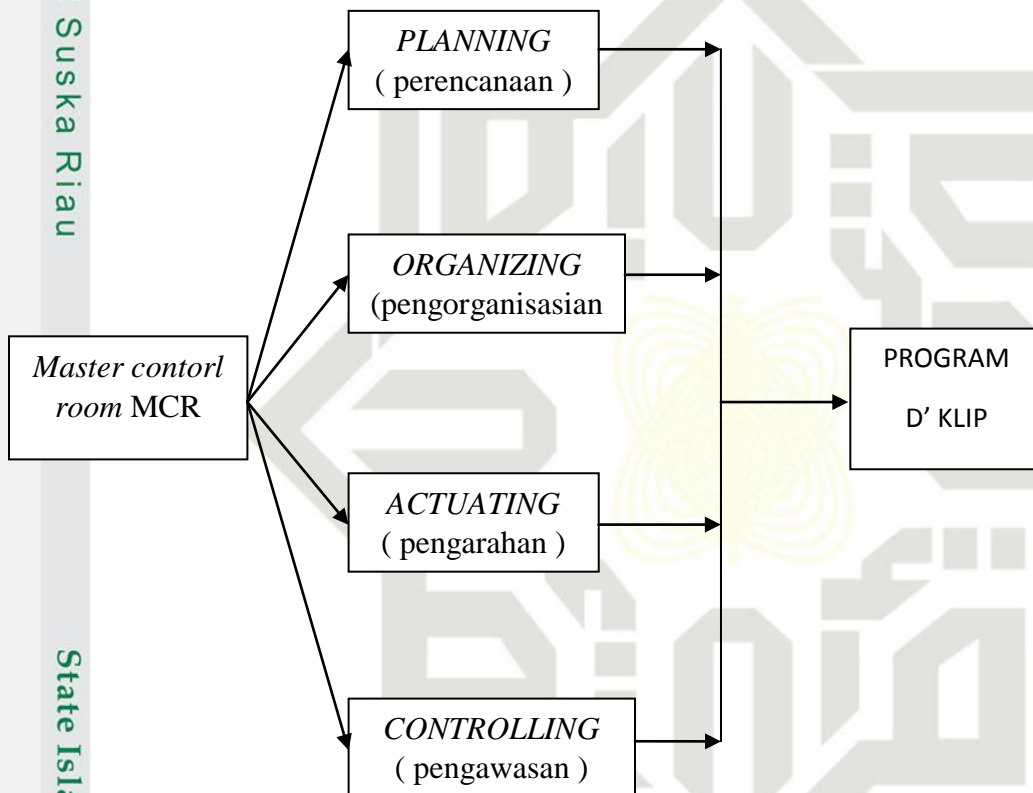 Suska Riau
State Isla
PLANNING
( perencanaan )
ORGANIZING
(pengorganisasian
Master contorl
room MCR
PROGRAM
D’ KLIP
ACTUATING
( pengarahan )
CONTROLLING
( pengawasan )